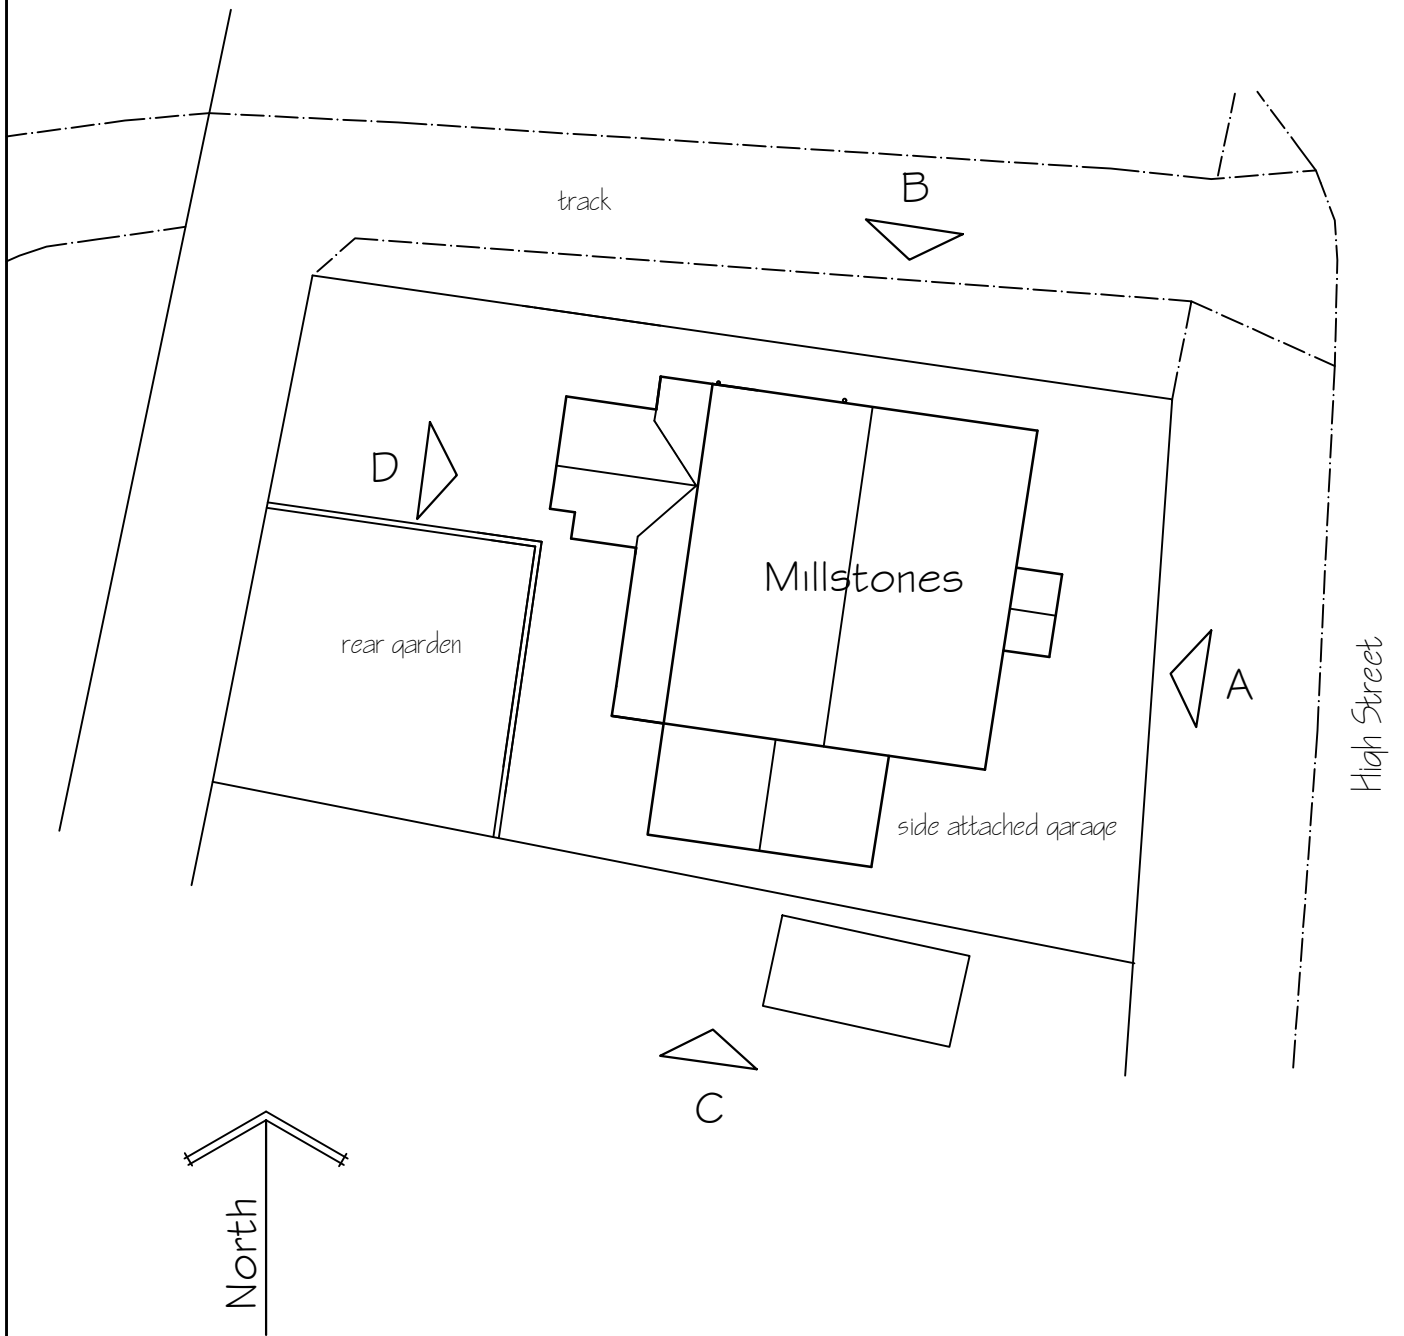 B
track
D
Millstones
rear garden
A
High Street
side attached garage
C
North